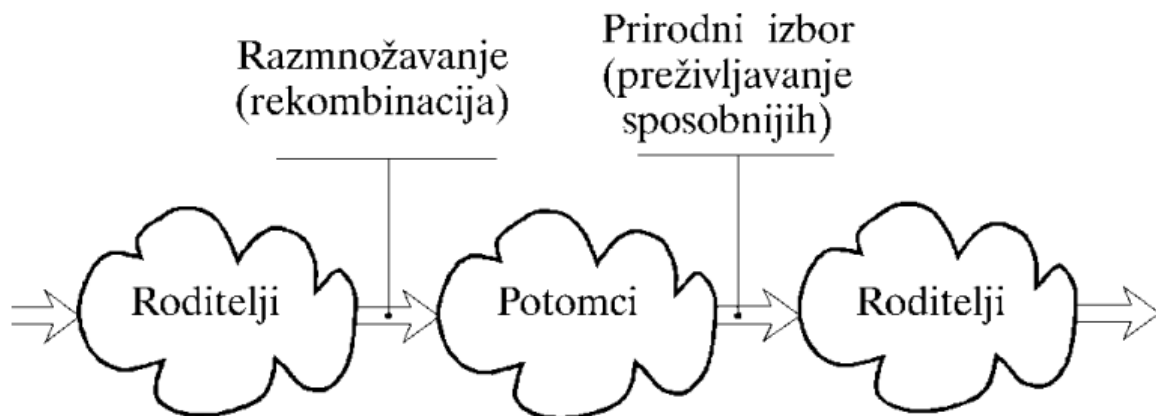 Razmnožavanje
(rekombinacija)
Prirodni izbor
(preživljavanje
sposobnijih)
Roditelji
Potomci
Roditelji